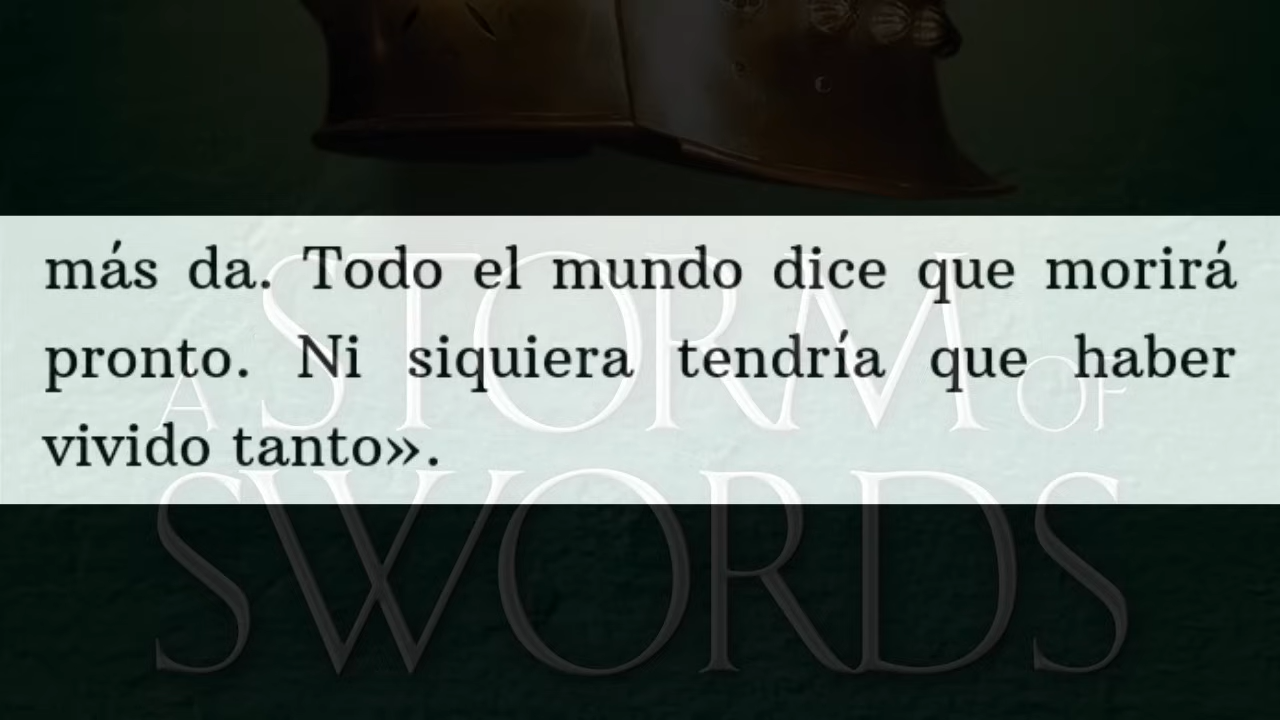 más da. Todo el mundo dice que morirá
pronto. Ni siquiera tendría que haber
vivido tanto».
A STORM OF
SWORDS